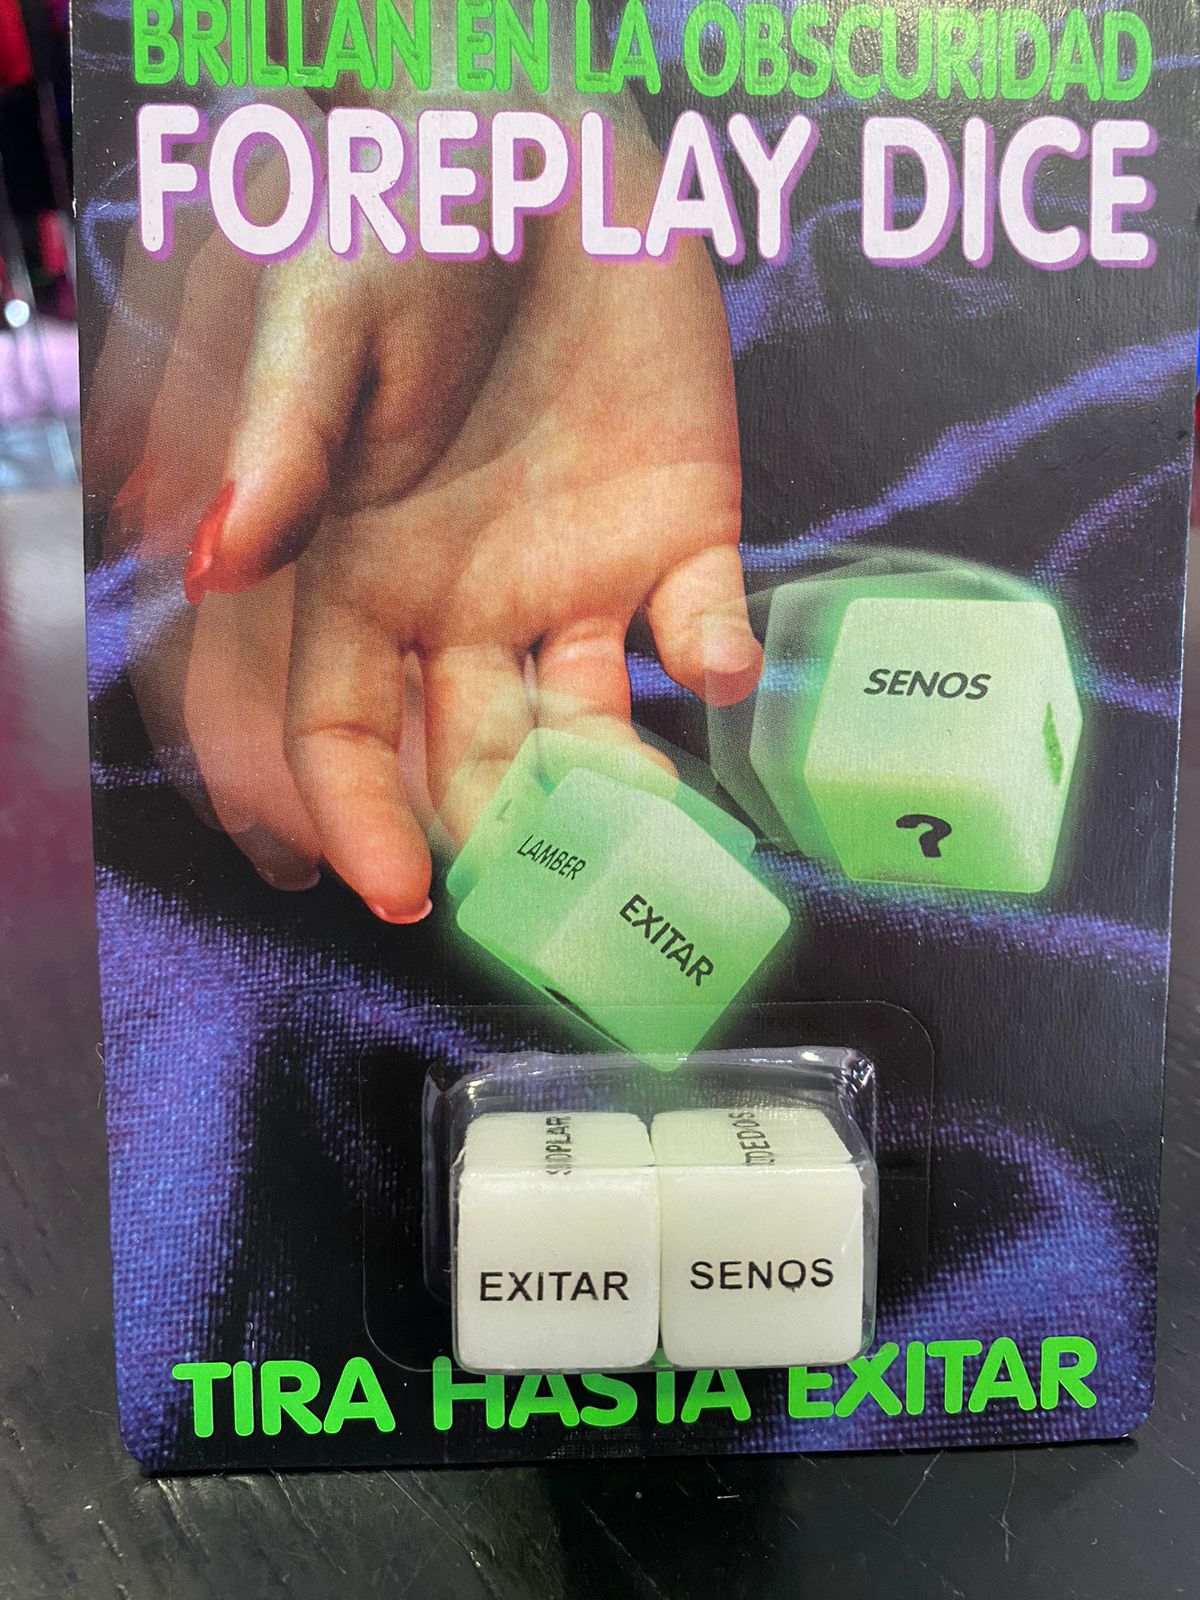 BRILLAN EN LA OBSCURIDAD
FOREPLAY DICE
SENOS
?
LAMBER
EXITAR
SOPLAR
DEDOS
EXITAR
SENOS
TIRA HASTA EXITAR